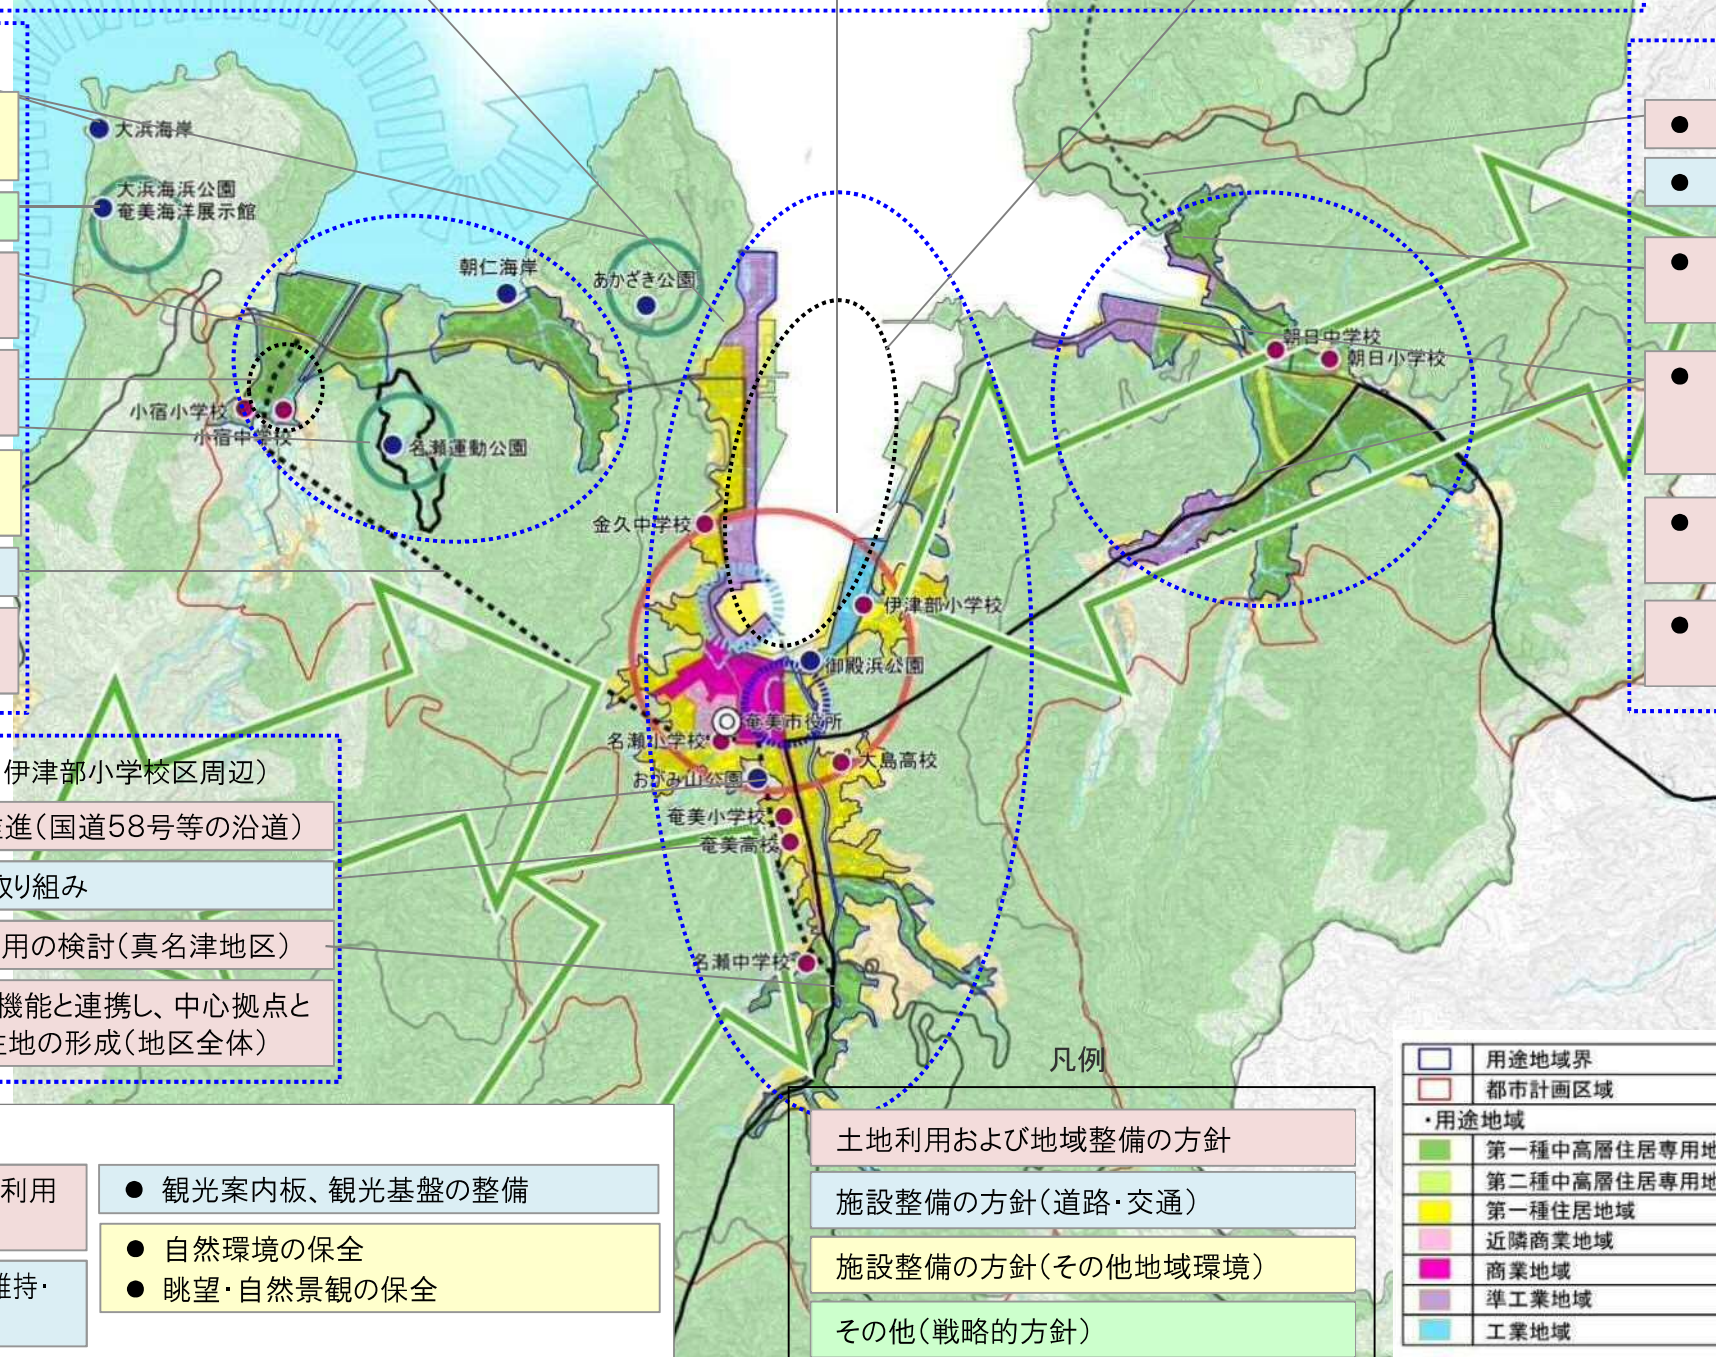 大浜海岸
大浜海浜公園
奄美海洋展示館
朝仁海岸
あかざき公園
朝日中学校
朝日小学校
小宿小学校
小宿中学校
名瀬運動公園
金久中学校
伊津部小学校
御殿浜公園
奄美市役所
名瀬小学校
大島高校
おがみ山公園
奄美小学校
奄美高校
名瀬中学校
伊津部小学校区周辺）
進（国道58号等の沿道）
取り組み
用の検討（真名津地区）
機能と連携し、中心拠点と
地の形成（地区全体）
利用
維持・
● 観光案内板、観光基盤の整備
● 自然環境の保全
● 眺望・自然景観の保全
凡例
土地利用および地域整備の方針
施設整備の方針（道路・交通）
施設整備の方針（その他地域環境）
その他（戦略的方針）
用途地域界
都市計画区域
・用途地域
第一種中高層住居専用地
第二種中高層住居専用地
第一種住居地域
近隣商業地域
商業地域
準工業地域
工業地域